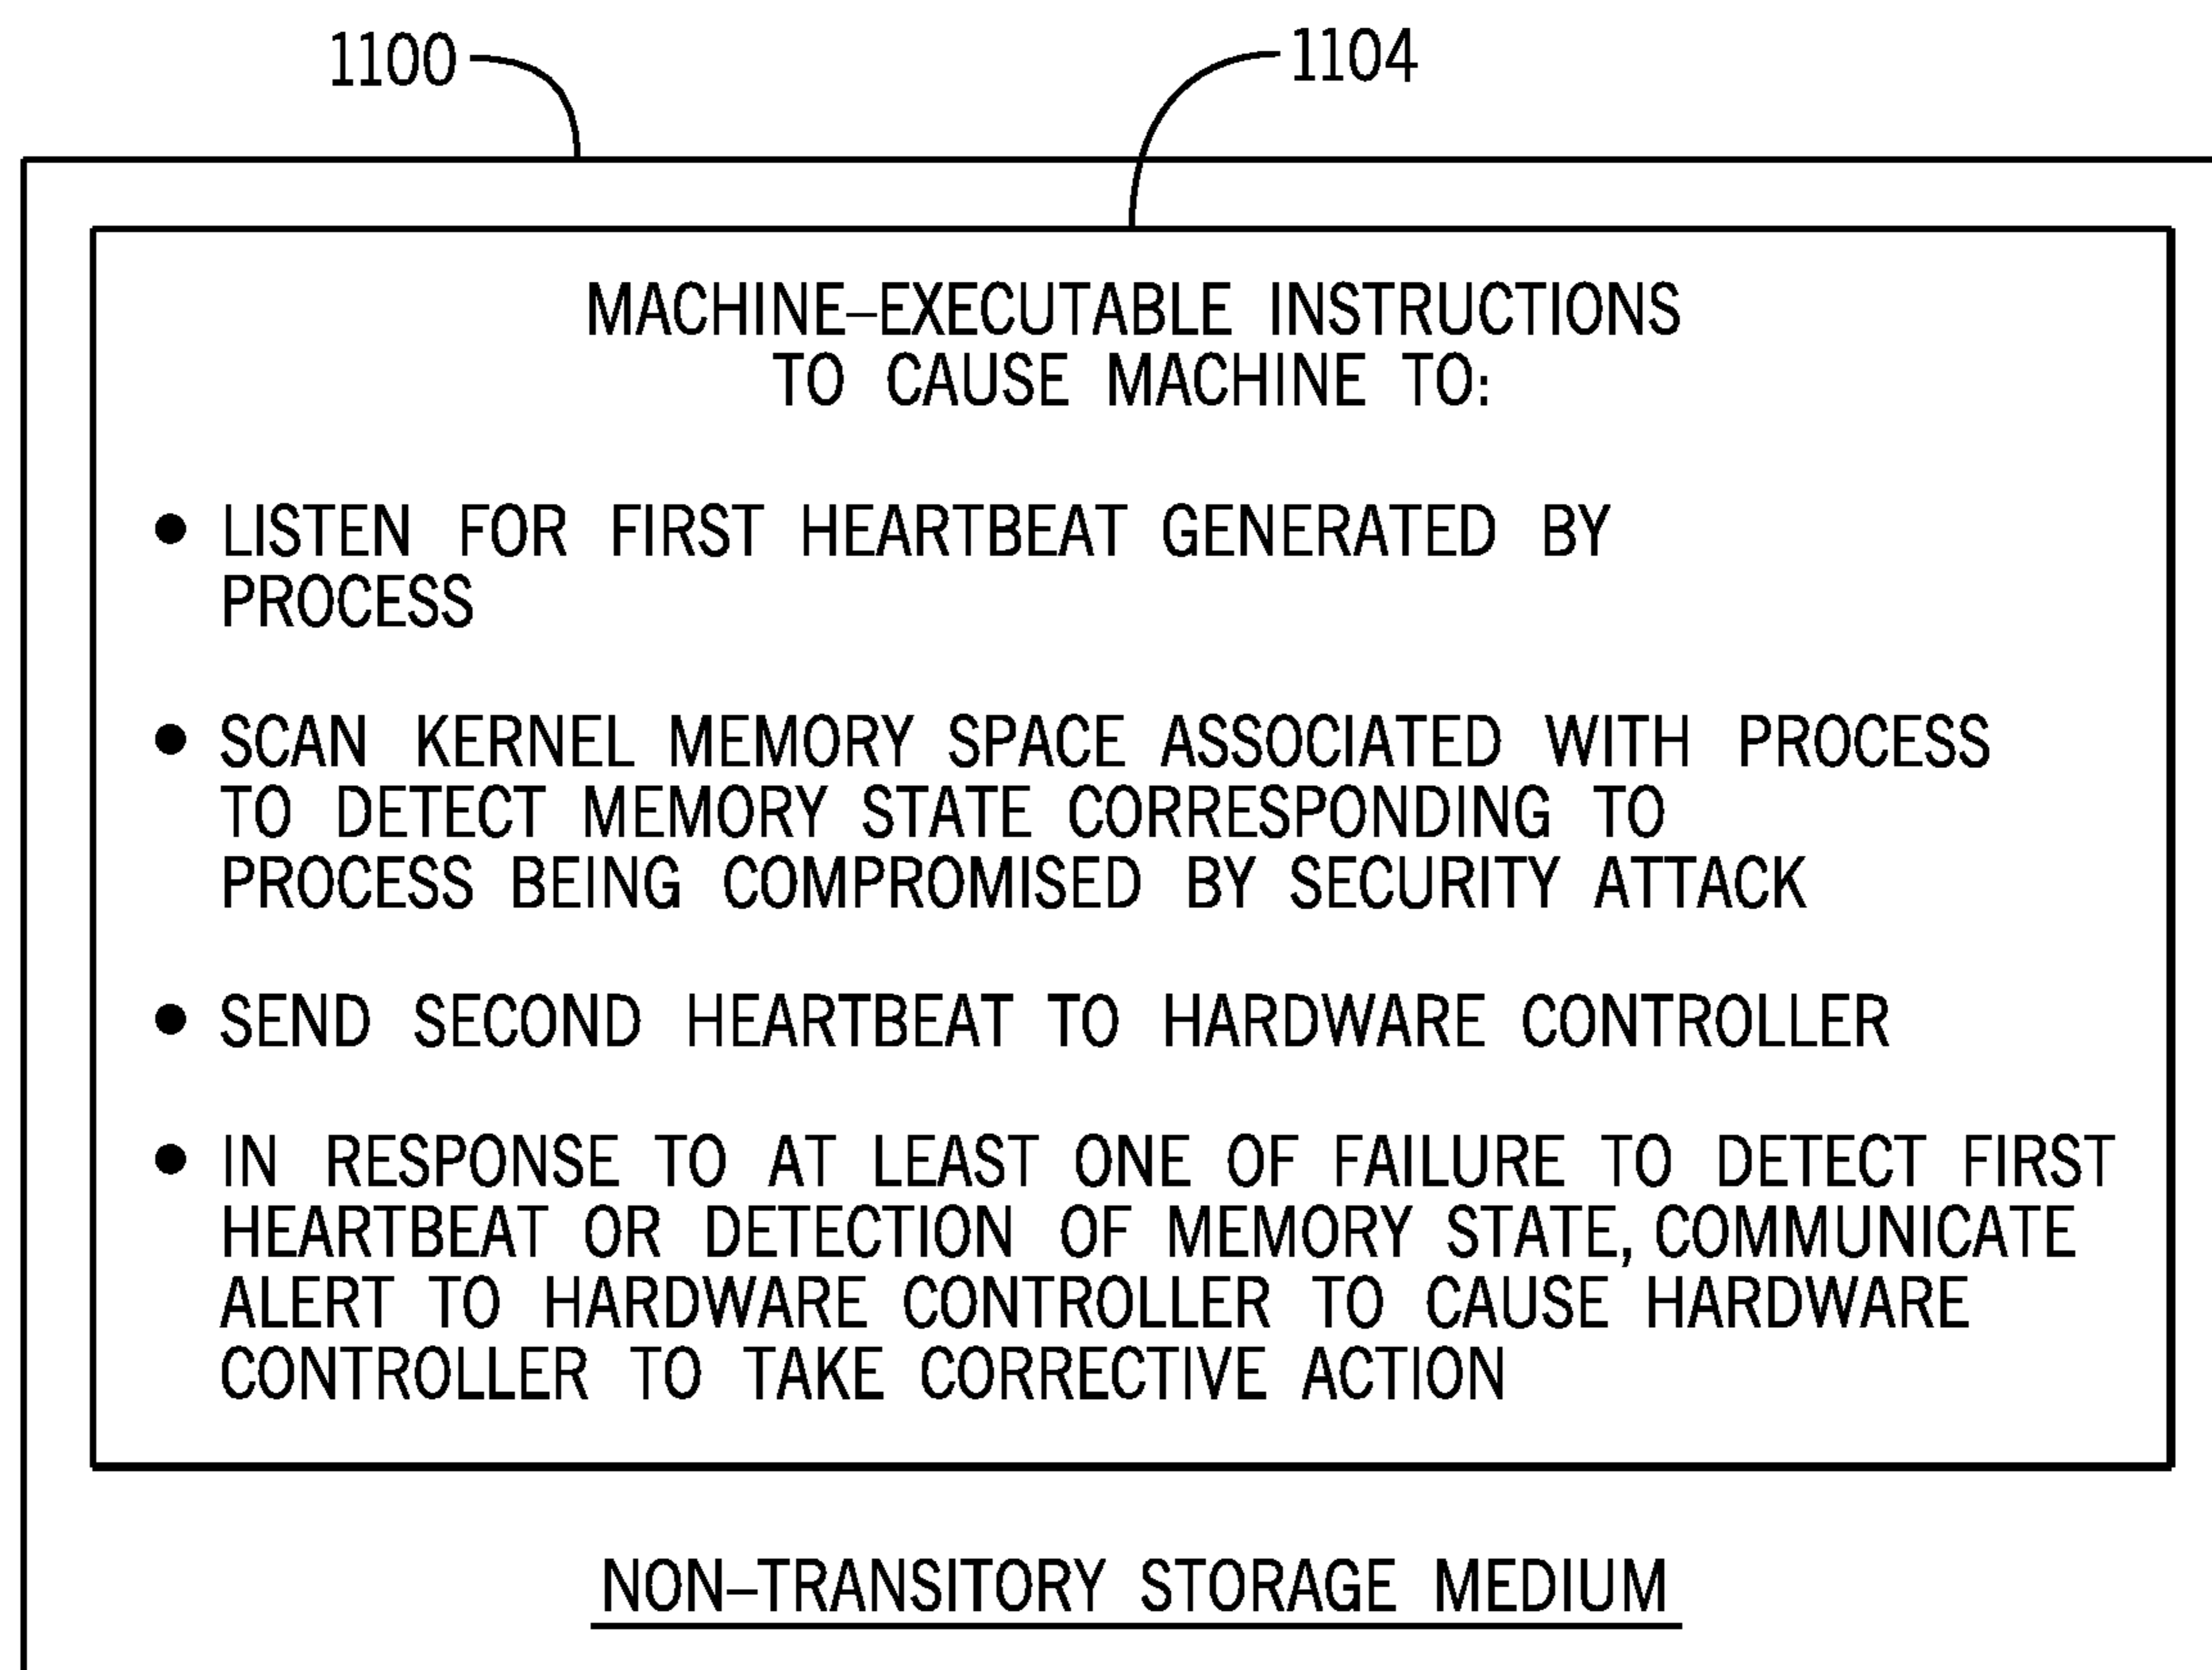 1100
1104
MACHINE–EXECUTABLE INSTRUCTIONS
TO CAUSE MACHINE TO:
● LISTEN FOR FIRST HEARTBEAT GENERATED BY
PROCESS
● SCAN KERNEL MEMORY SPACE ASSOCIATED WITH PROCESS
TO DETECT MEMORY STATE CORRESPONDING TO
PROCESS BEING COMPROMISED BY SECURITY ATTACK
● SEND SECOND HEARTBEAT TO HARDWARE CONTROLLER
● IN RESPONSE TO AT LEAST ONE OF FAILURE TO DETECT FIRST
HEARTBEAT OR DETECTION OF MEMORY STATE, COMMUNICATE
ALERT TO HARDWARE CONTROLLER TO CAUSE HARDWARE
CONTROLLER TO TAKE CORRECTIVE ACTION
NON–TRANSITORY STORAGE MEDIUM